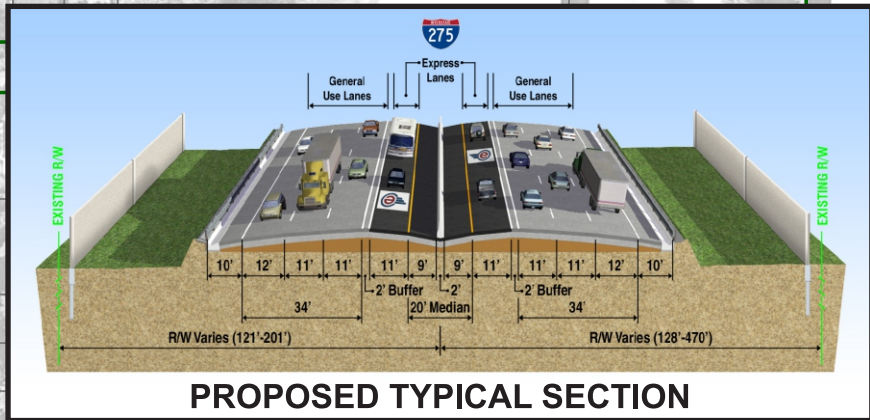 INTERSTATE
275
Express
Lanes
General
Use Lanes
General
Use Lanes
EXISTING R/W
EXISTING R/W
10' 12' 11' 11' 11' 9' 9' 11' 11' 11' 12' 10'
2' Buffer 2' 2' Buffer
34' 20' Median 34'
R/W Varies (121'-201') R/W Varies (128'-470')
PROPOSED TYPICAL SECTION